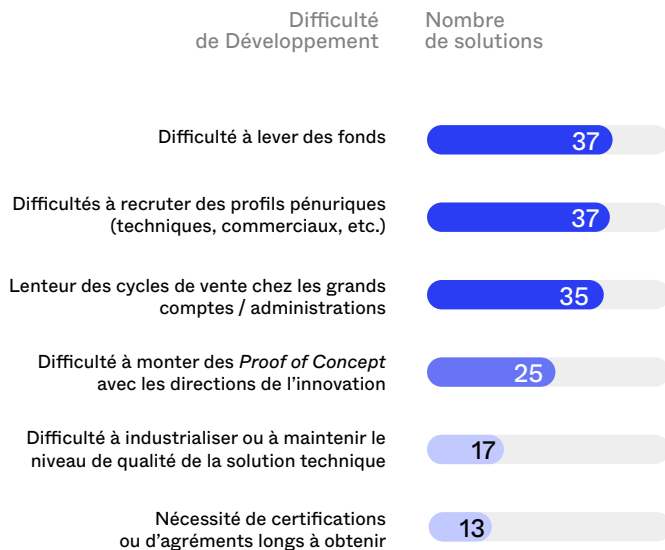 Difficulté
de Développement
Nombre
de solutions
Difficulté à lever des fonds
37
Difficultés à recruter des profils pénuriques
(techniques, commerciaux, etc.)
37
Lenteur des cycles de vente chez les grands
comptes / administrations
35
Difficulté à monter des Proof of Concept
avec les directions de l’innovation
25
Difficulté à industrialiser ou à maintenir le
niveau de qualité de la solution technique
17
Nécessité de certifications
ou d'agréments longs à obtenir
13